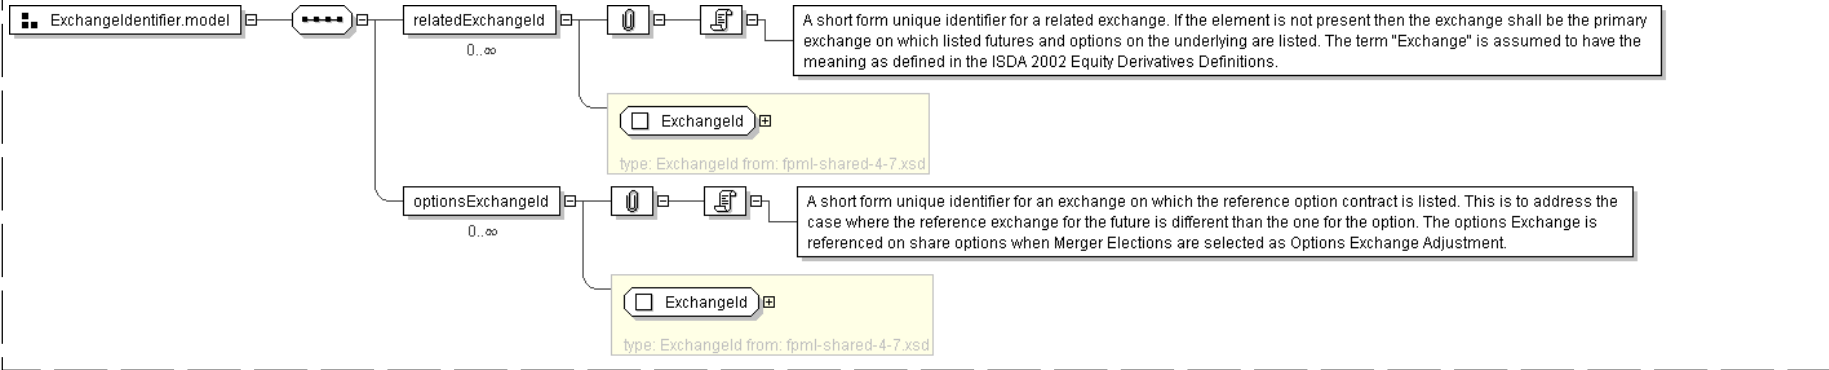 ExchangeIdentifier.model
relatedExchangeId
0..∞
A short form unique identifier for a related exchange. If the element is not present then the exchange shall be the primary
exchange on which listed futures and options on the underlying are listed. The term "Exchange" is assumed to have the
meaning as defined in the ISDA 2002 Equity Derivatives Definitions.
ExchangeId
type: ExchangeId from: fpml-shared-4-7.xsd
optionsExchangeId
0..∞
A short form unique identifier for an exchange on which the reference option contract is listed. This is to address the
case where the reference exchange for the future is different than the one for the option. The options Exchange is
referenced on share options when Merger Elections are selected as Options Exchange Adjustment.
ExchangeId
type: ExchangeId from: fpml-shared-4-7.xsd